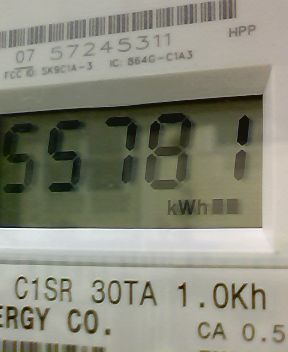 07 57245311
HPP
FCC ID: SK9C1A-3 IC: 864G-C1A3
55781
kWh
C1SR 30TA 1.0Kh
ERGY CO.
CA 0.5